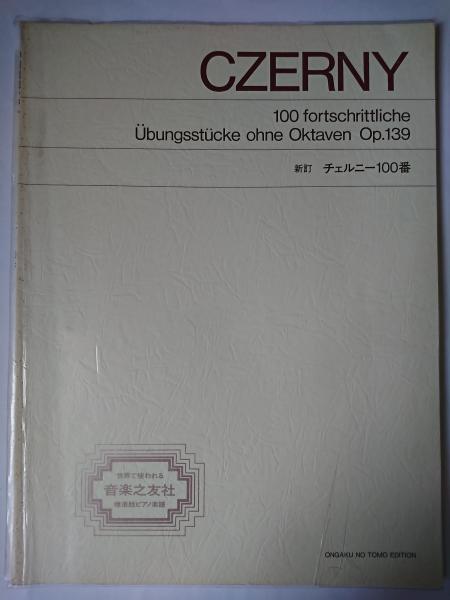 CZERNY
100 fortschrittliche
Übungsstücke ohne Oktaven Op.139
新訂 チェルニー100番
世界で使われる
音楽之友社
標準版ピアノ楽譜
ONGAKU NO TOMO EDITION